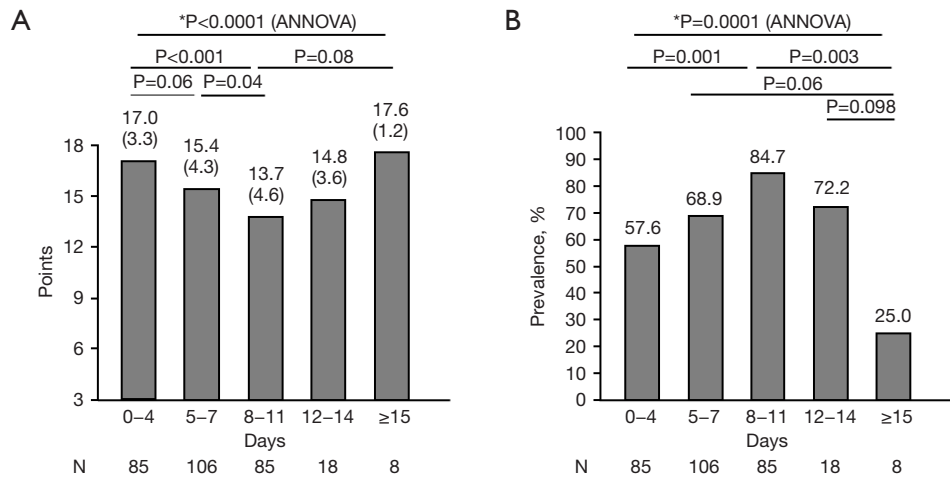 A
*P<0.0001 (ANNOVA)
P<0.001 P=0.08
P=0.06 P=0.04
17.0
(3.3)
15.4
(4.3)
13.7
(4.6)
14.8
(3.6)
17.6
(1.2)
Points
18
15
12
9
6
3
0–4 5–7 8–11 12–14 ≥15
Days
N 85 106 85 18 8
B
*P=0.0001 (ANNOVA)
P=0.001 P=0.003
P=0.06
P=0.098
57.6
68.9
84.7
72.2
25.0
Prevalence, %
100
90
80
70
60
50
40
30
20
10
0
0–4 5–7 8–11 12–14 ≥15
Days
N 85 106 85 18 8